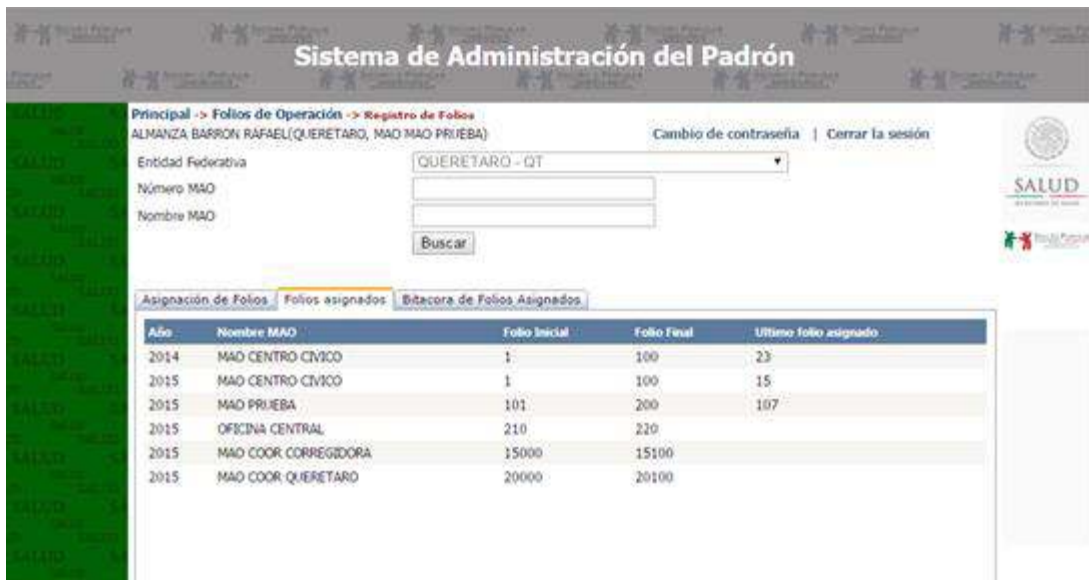 Sistema de Administración del Padrón
Principal -> Folios de Operación -> Registro de Folios
ALMANZA BARRON RAFAEL(QUERETARO, MAO MAO PRUEBA)
Cambio de contraseña | Cerrar la sesión
Entidad Federativa QUERETARO - QT
Número MAO
Nombre MAO
Buscar
SALUD
Asignación de Folios Folios asignados Bitacora de Folios Asignados
Año Nombre MAO Folio Inicial Folio Final Ultimo folio asignado
2014 MAO CENTRO CIVICO 1 100 23
2015 MAO CENTRO CIVICO 1 100 15
2015 MAO PRUEBA 101 200 107
2015 OFICINA CENTRAL 210 220
2015 MAO COOR CORREGIDORA 15000 15100
2015 MAO COOR QUERETARO 20000 20100